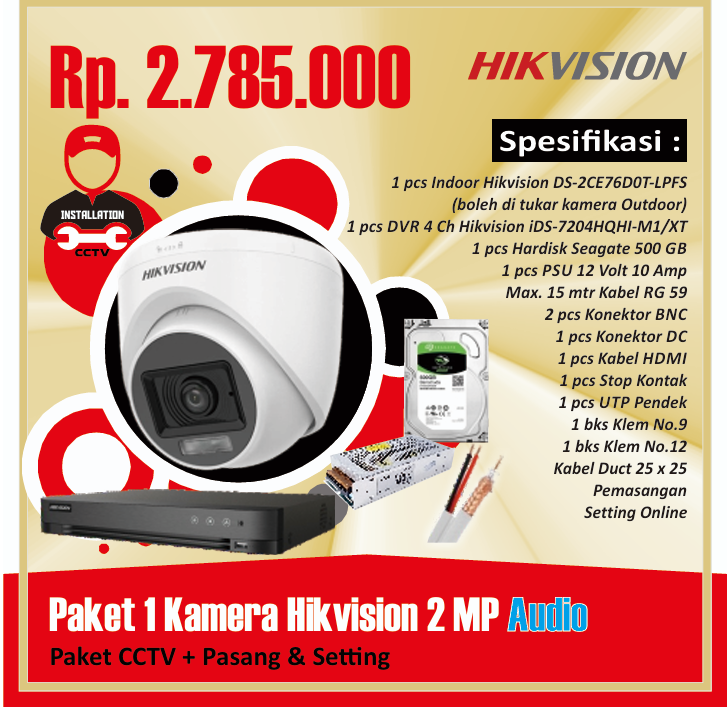 Rp. 2.785.000
HIKVISION
Spesifikasi :
1 pcs Indoor Hikvision DS-2CE76D0T-LPFS
(boleh di tukar kamera Outdoor)
1 pcs DVR 4 Ch Hikvision iDS-7204HQHI-M1/XT
1 pcs Hardisk Seagate 500 GB
1 pcs PSU 12 Volt 10 Amp
Max. 15 mtr Kabel RG 59
2 pcs Konektor BNC
1 pcs Konektor DC
1 pcs Kabel HDMI
1 pcs Stop Kontak
1 pcs UTP Pendek
1 bks Klem No.9
1 bks Klem No.12
Kabel Duct 25 x 25
Pemasangan
Setting Online
INSTALLATION
CCTV
HIKVISION
HIKVISION
Paket 1 Kamera Hikvision 2 MP Audio
Paket CCTV + Pasang & Setting